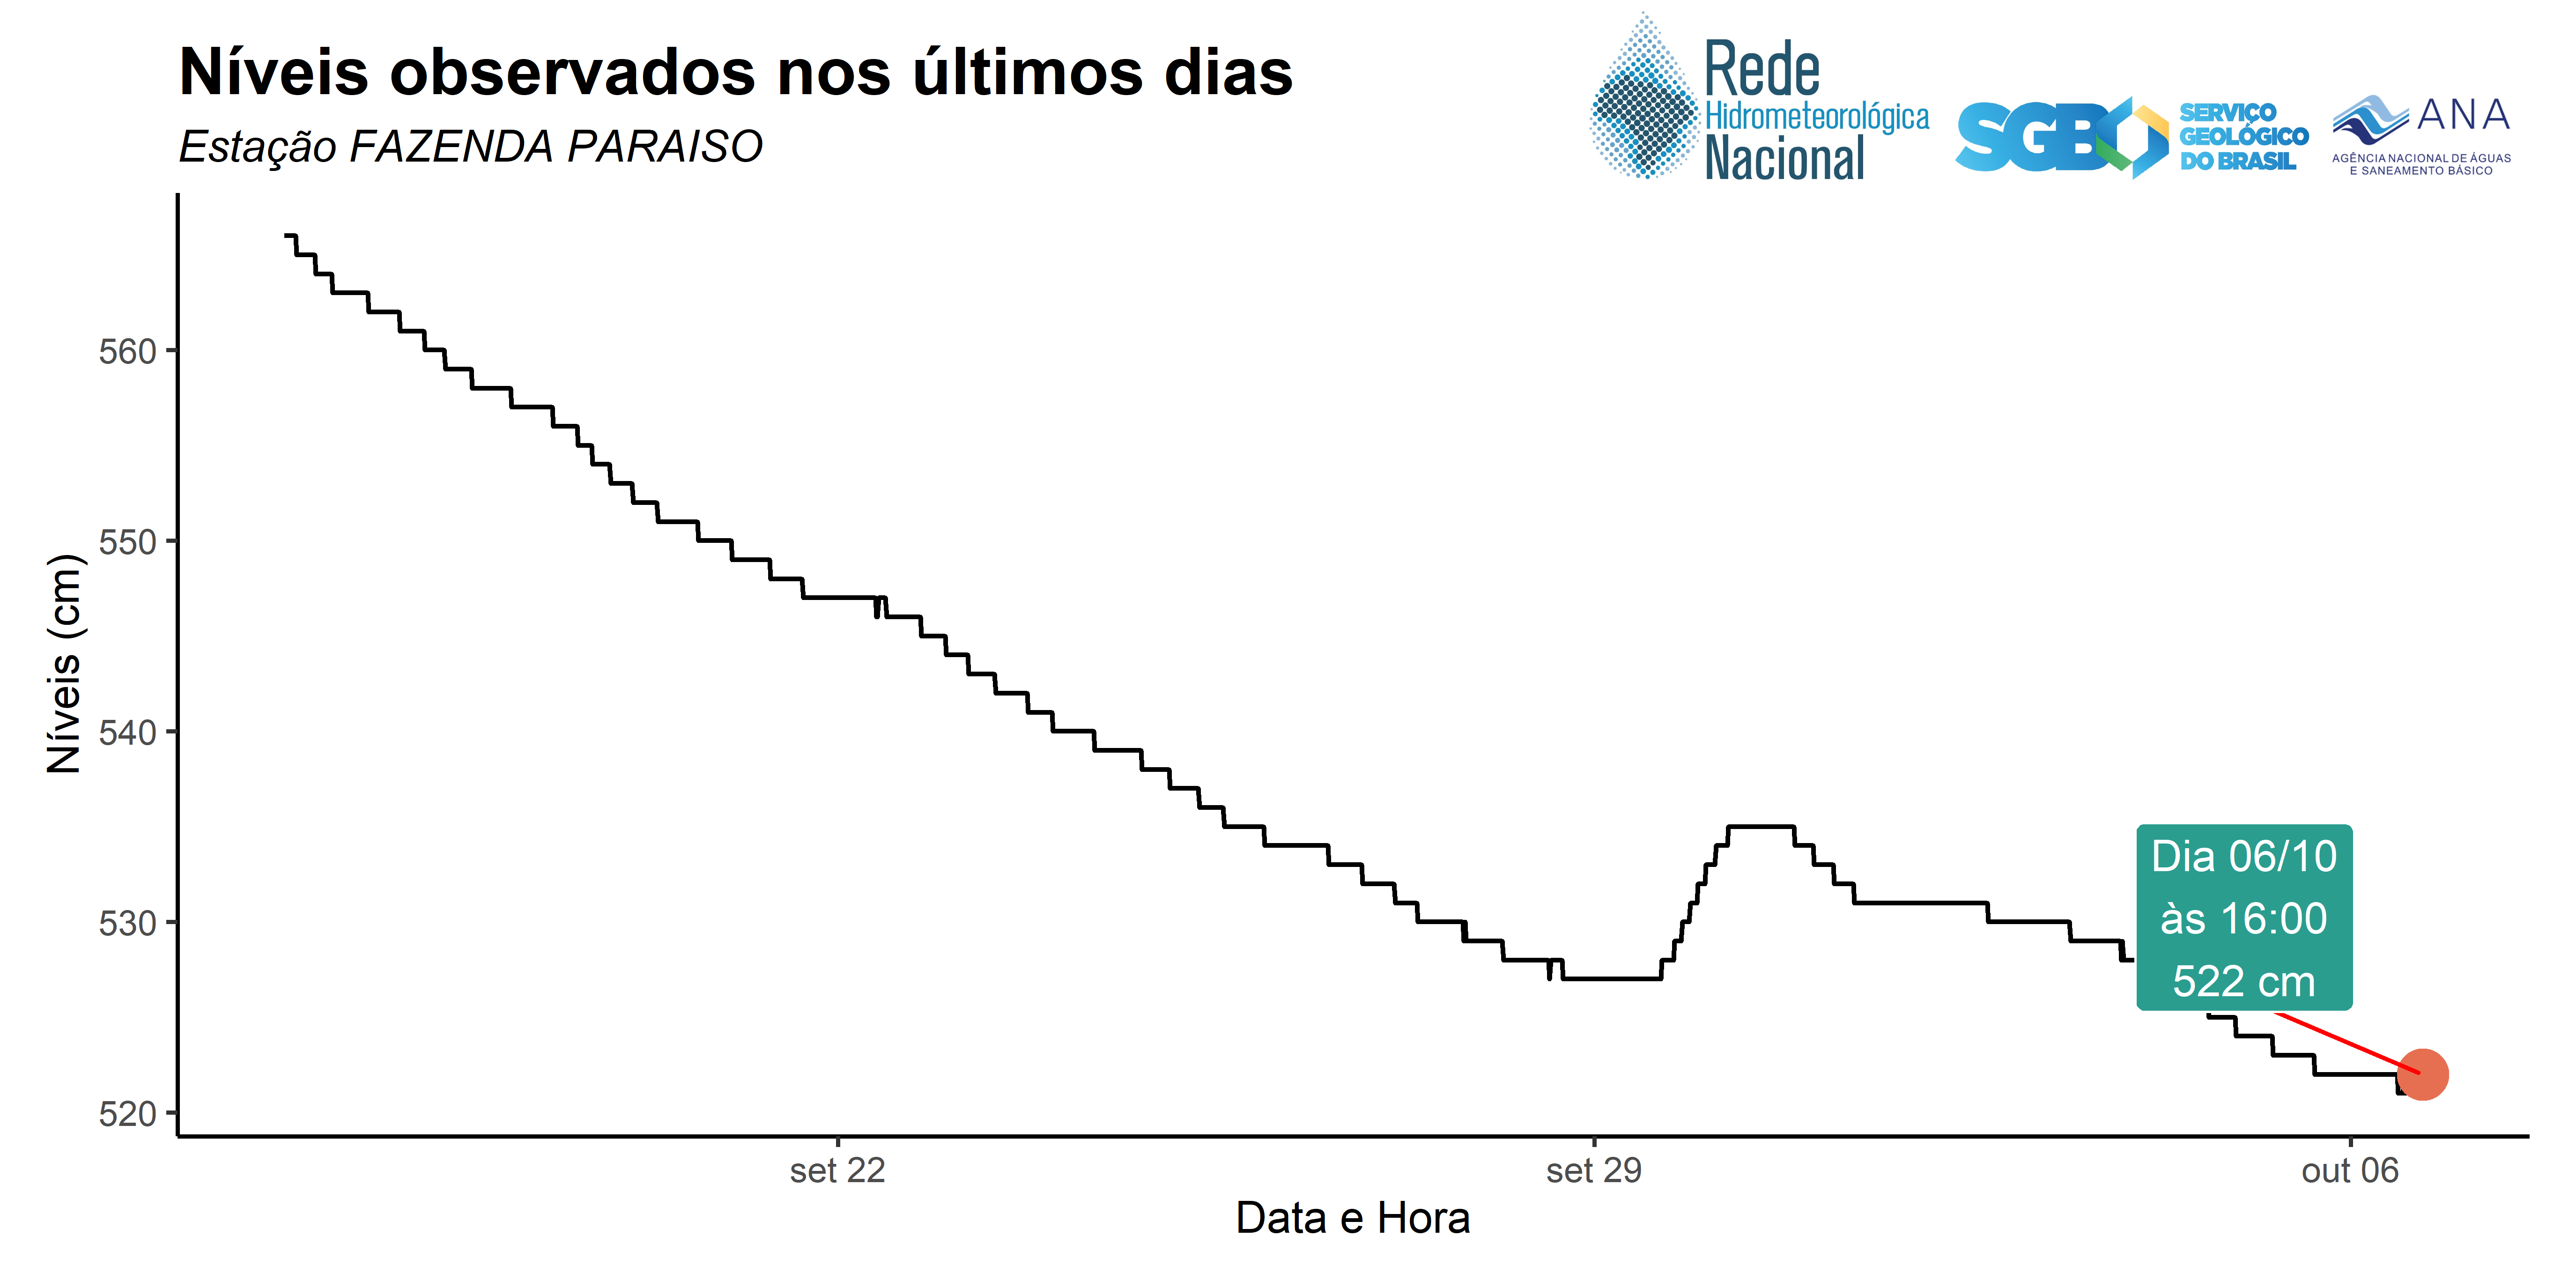 Níveis observados nos últimos dias
Estação FAZENDA PARAISO
Rede
Hidrometeorológica
Nacional
SGB
SERVIÇO
GEOLÓGICO
DO BRASIL
ANA
AGÊNCIA NACIONAL DE ÁGUAS
E SANEAMENTO BÁSICO
Níveis (cm)
560
550
540
530
520
Dia 06/10
às 16:00
522 cm
set 22
set 29
out 06
Data e Hora